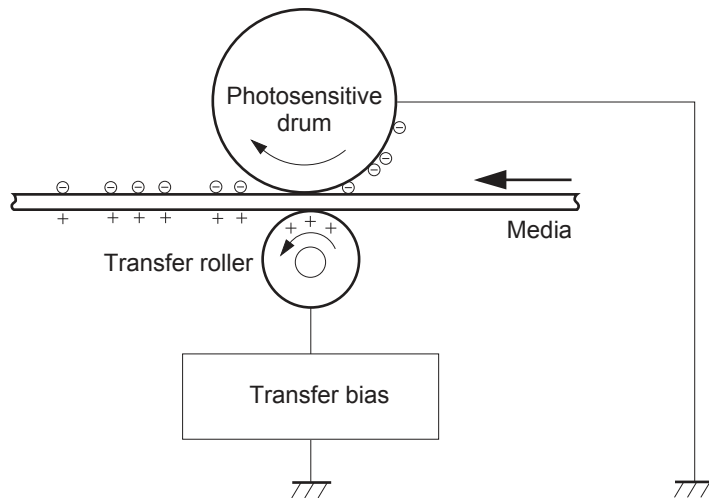 Photosensitive
drum
Media
Transfer roller
Transfer bias